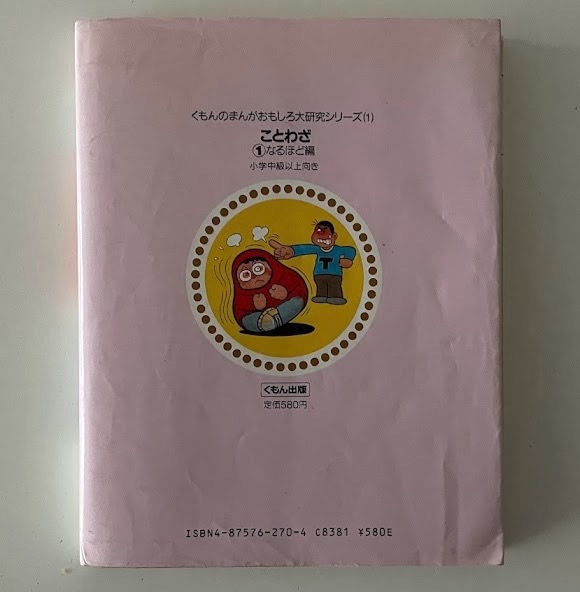 くもんのまんがおもしろ大研究シリーズ(1)
ことわざ
①なるほど編
小学中級以上向き
T
くもん出版
定価580円
ISBN4-87576-270-4 C8381 ¥580E